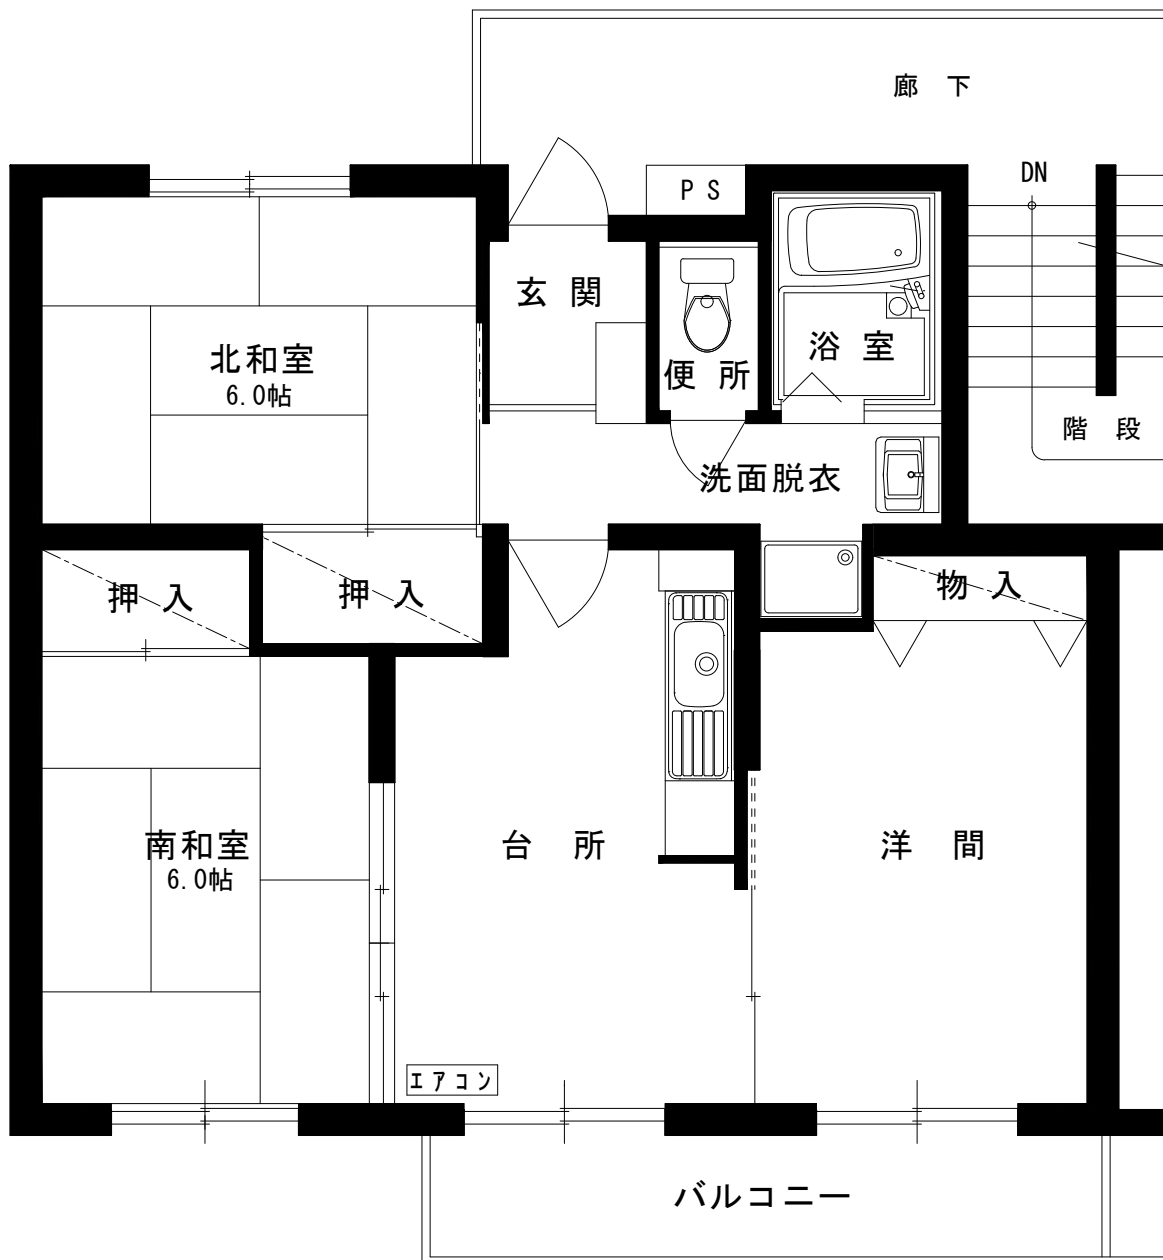 廊 下
DN
P S
玄 関
浴 室
北和室
6.0帖
便 所
階 段
洗面脱衣
押 入
押 入
物 入
南和室
6.0帖
台 所
洋 間
エアコン
バルコニー